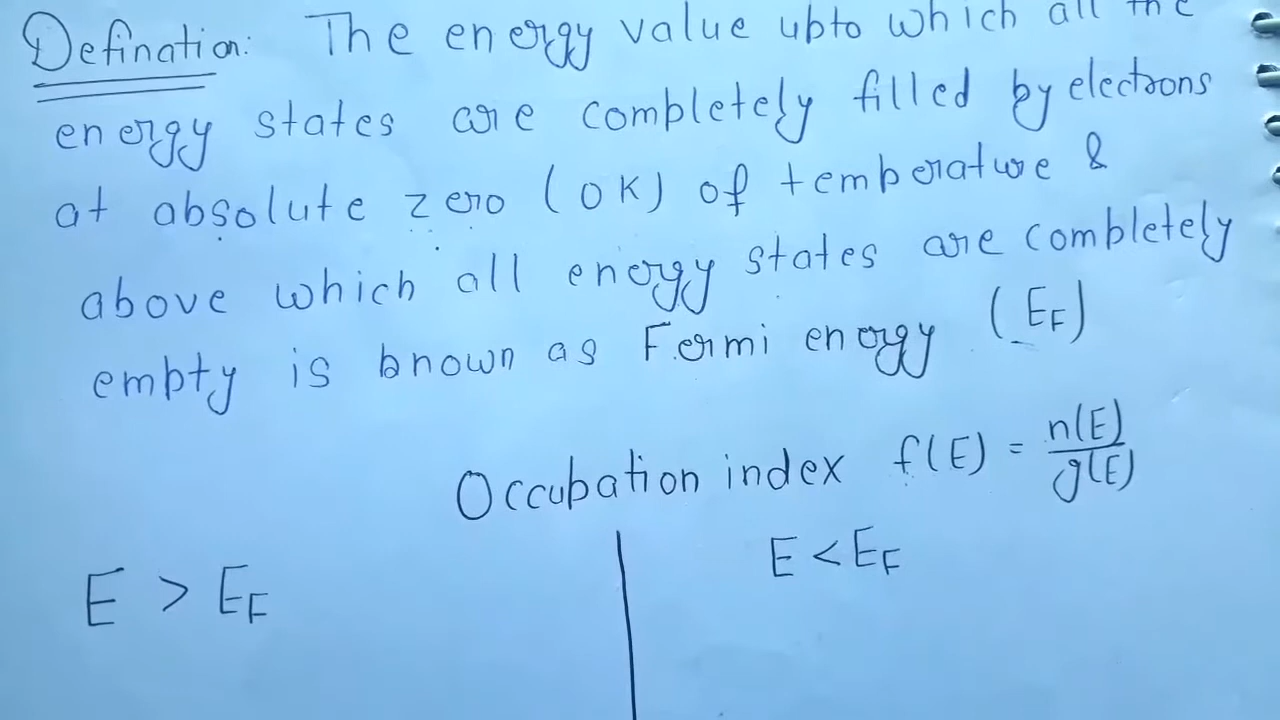 Defination: The energy value upto which all the
energy states are completely filled by electrons
at absolute zero (0K) of temperature &
above which all energy states are completely
empty is known as Fermi energy (EF)
Occupation index f(E) = n(E)/g(E)
E > EF
E < EF